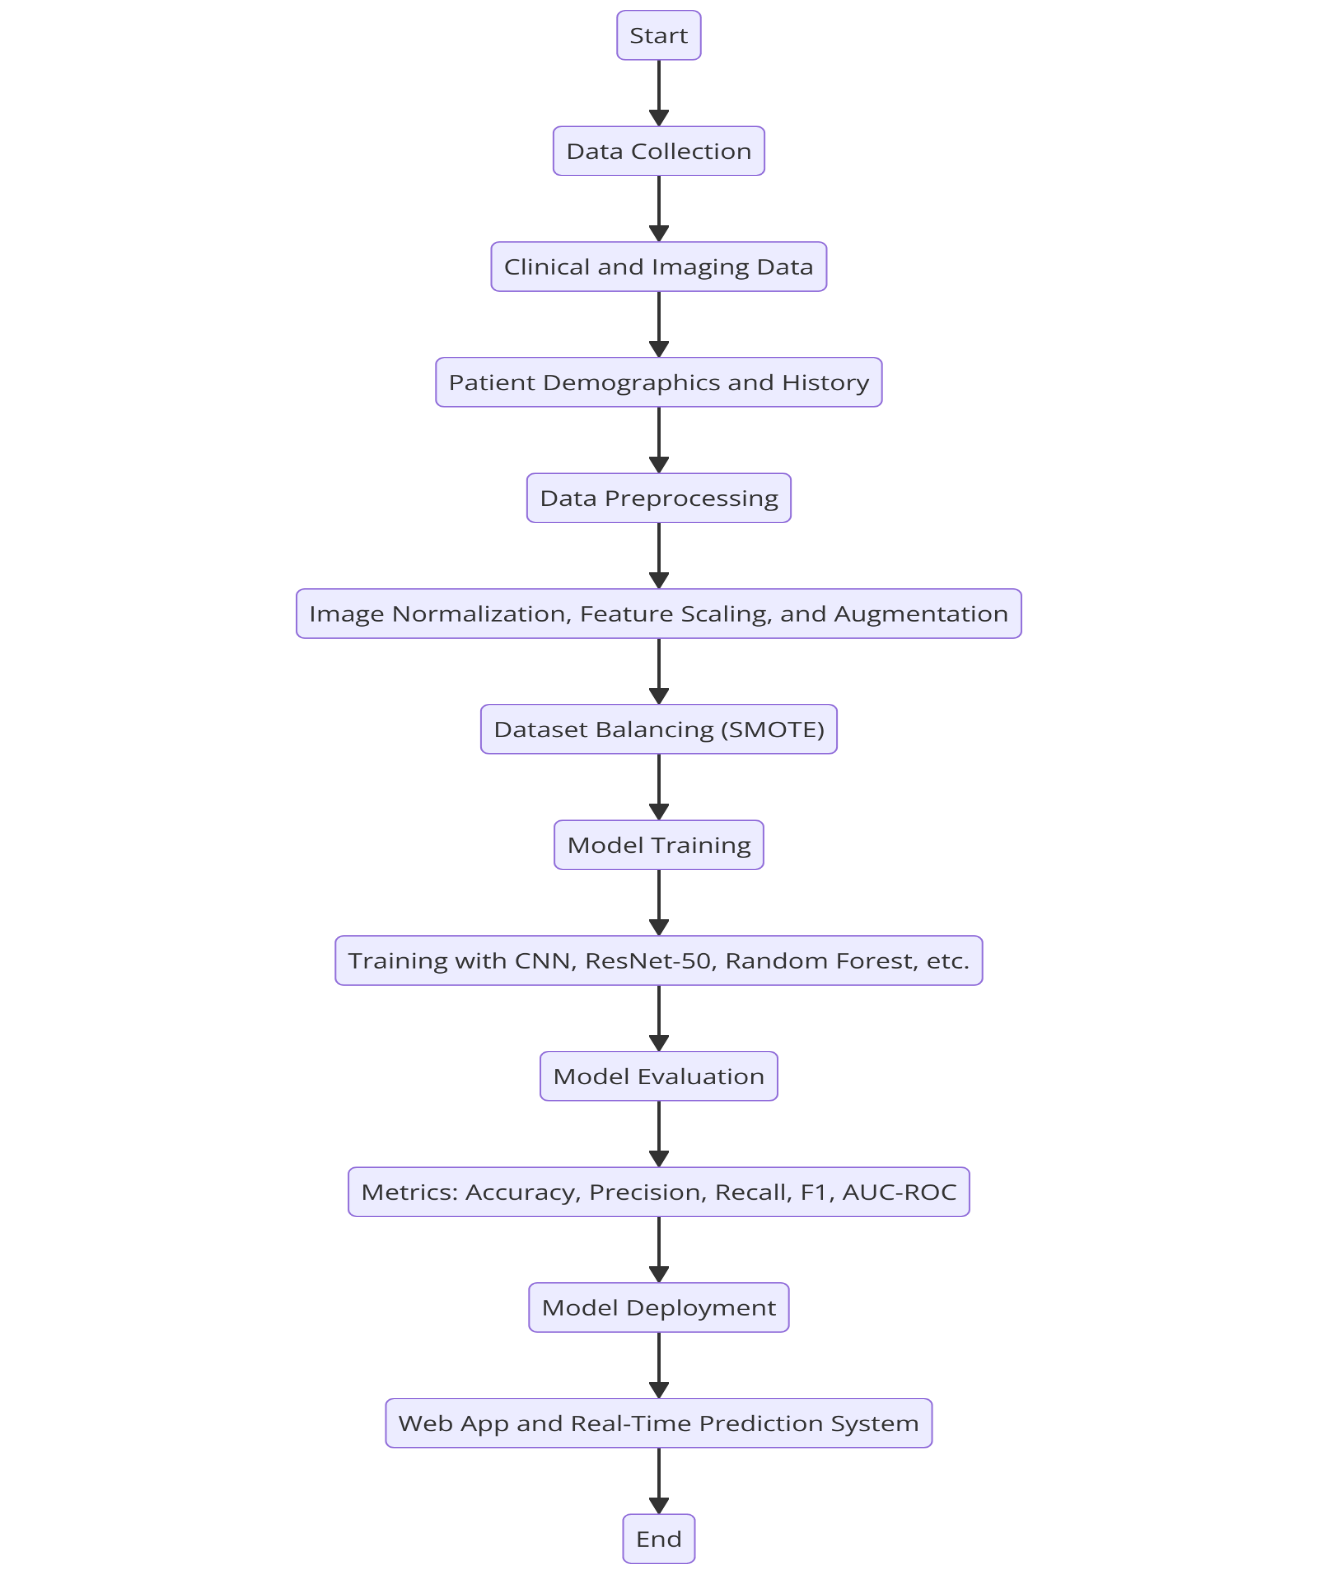 Start
Data Collection
Clinical and Imaging Data
Patient Demographics and History
Data Preprocessing
Image Normalization, Feature Scaling, and Augmentation
Dataset Balancing (SMOTE)
Model Training
Training with CNN, ResNet-50, Random Forest, etc.
Model Evaluation
Metrics: Accuracy, Precision, Recall, F1, AUC-ROC
Model Deployment
Web App and Real-Time Prediction System
End